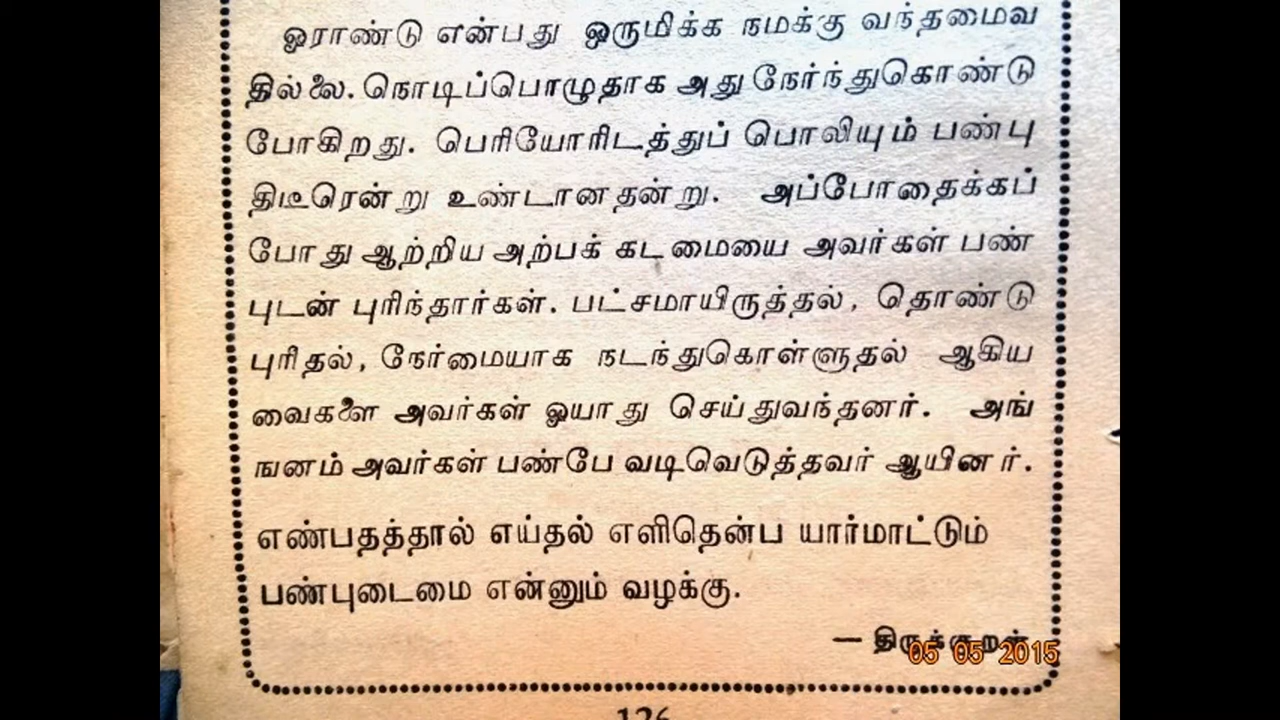 ஓராண்டு என்பது ஒருமிக்க நமக்கு வந்தமைவ
தில்லை. நொடிப்பொழுதாக அது நேர்ந்துகொண்டு
போகிறது. பெரியோரிடத்துப் பொலியும் பண்பு
திடீரென்று உண்டானதன்று. அப்போதைக்கப்
போது ஆற்றிய அற்பக் கடமையை அவர்கள் பண்
புடன் புரிந்தார்கள். பட்சமாயிருத்தல், தொண்டு
புரிதல், நேர்மையாக நடந்துகொள்ளுதல் ஆகிய
வைகளை அவர்கள் ஓயாது செய்துவந்தனர். அங்
ஙனம் அவர்கள் பண்பே வடிவெடுத்தவர் ஆயினர்.
எண்பதத்தால் எய்தல் எளிதென்ப யார்மாட்டும்
பண்புடைமை என்னும் வழக்கு.
— திருக்குறள்
05 05 2015
126